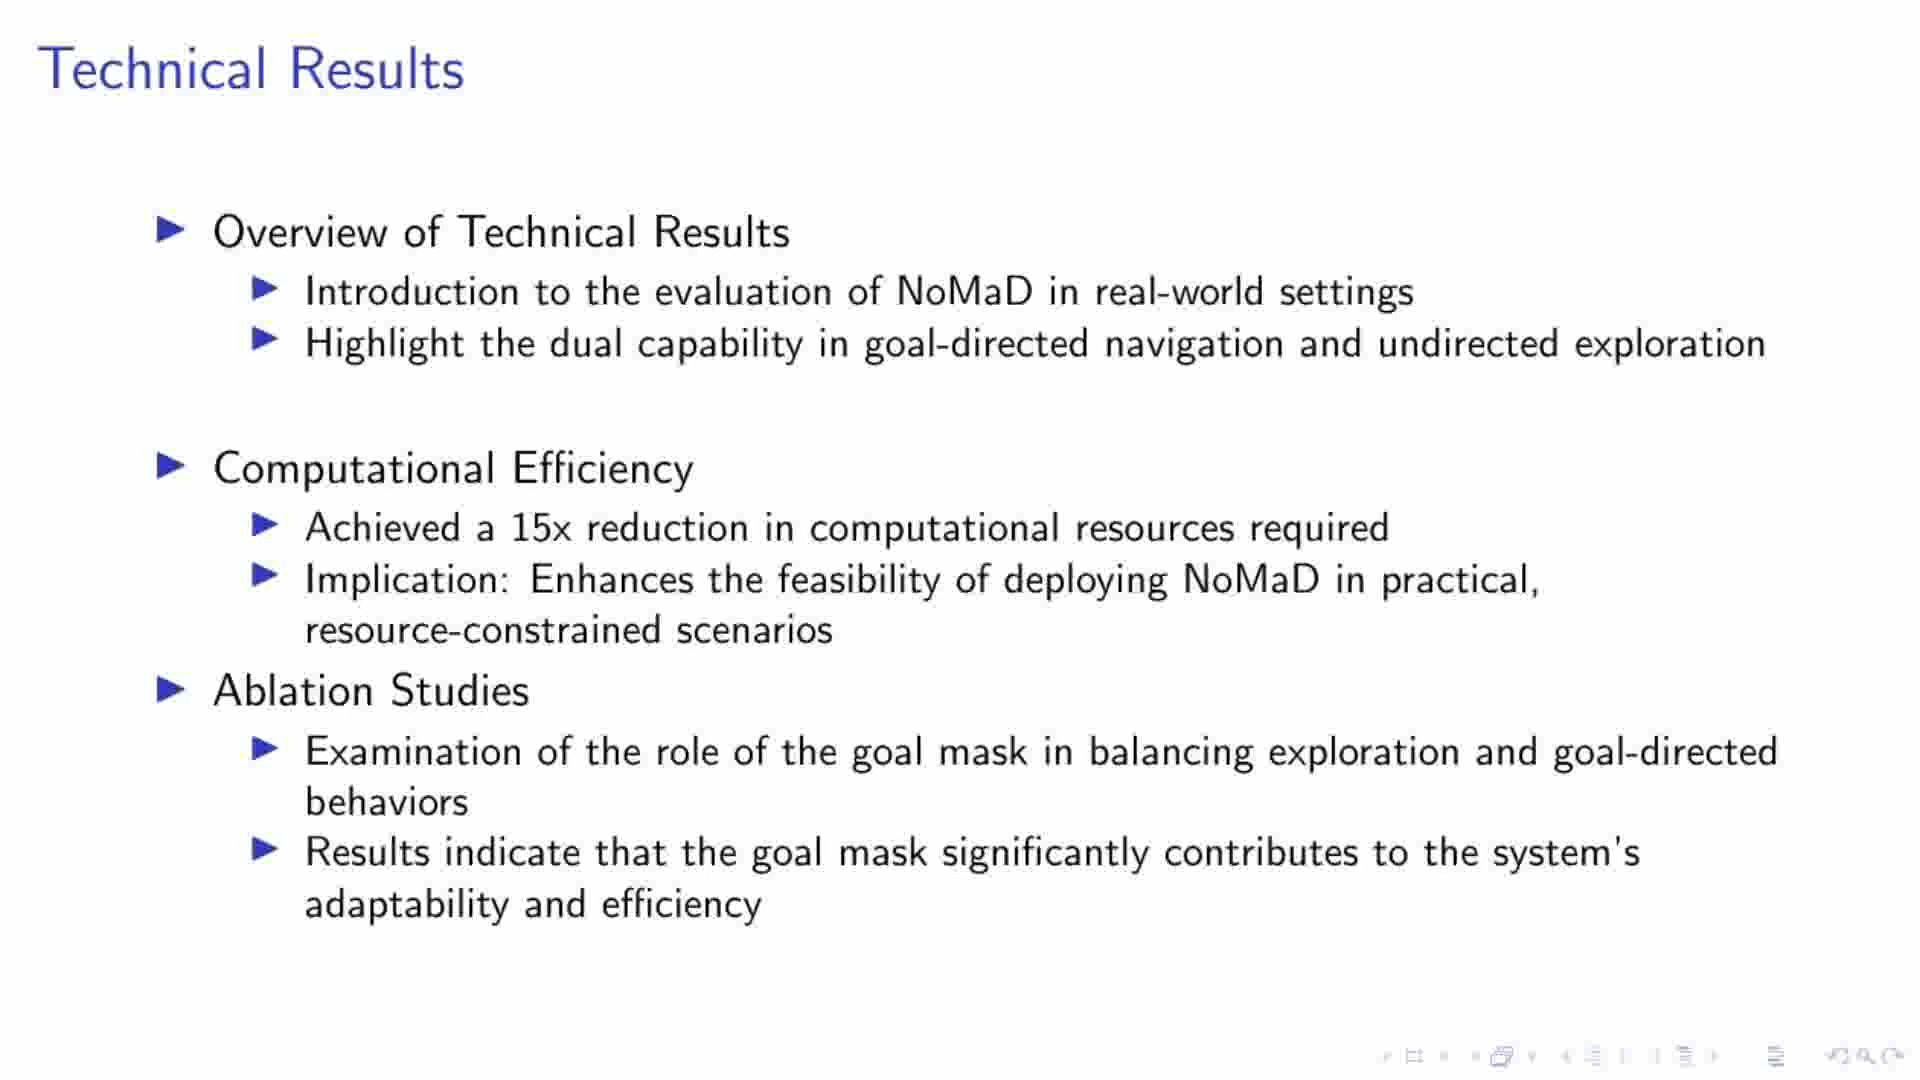 Technical Results
Overview of Technical Results
Introduction to the evaluation of NoMaD in real-world settings
Highlight the dual capability in goal-directed navigation and undirected exploration
Computational Efficiency
Achieved a 15x reduction in computational resources required
Implication: Enhances the feasibility of deploying NoMaD in practical,
resource-constrained scenarios
Ablation Studies
Examination of the role of the goal mask in balancing exploration and goal-directed
behaviors
Results indicate that the goal mask significantly contributes to the system's
adaptability and efficiency